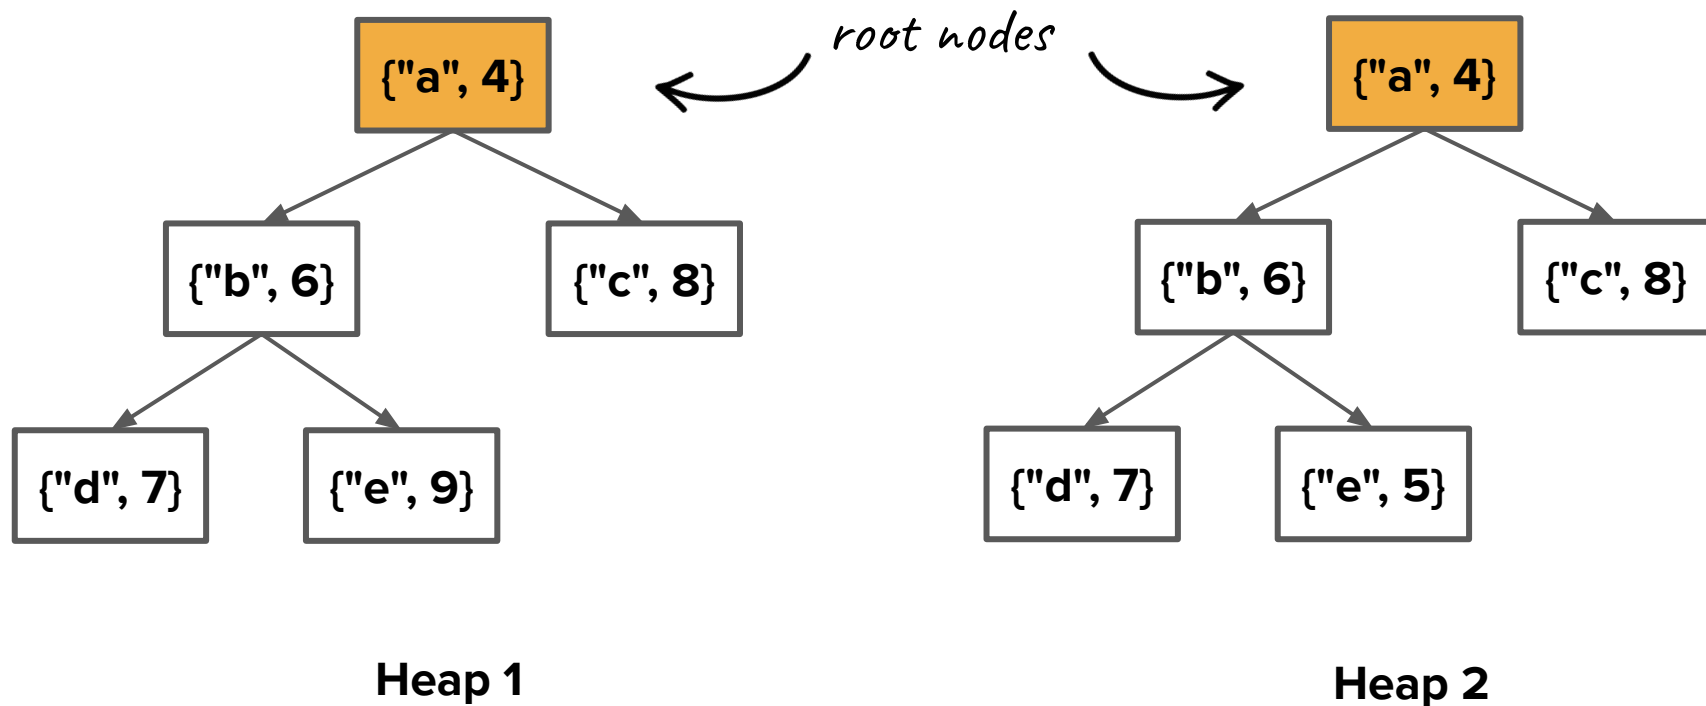 root nodes
{"a", 4}
{"b", 6}
{"c", 8}
{"d", 7}
{"e", 9}
Heap 1
{"a", 4}
{"b", 6}
{"c", 8}
{"d", 7}
{"e", 5}
Heap 2